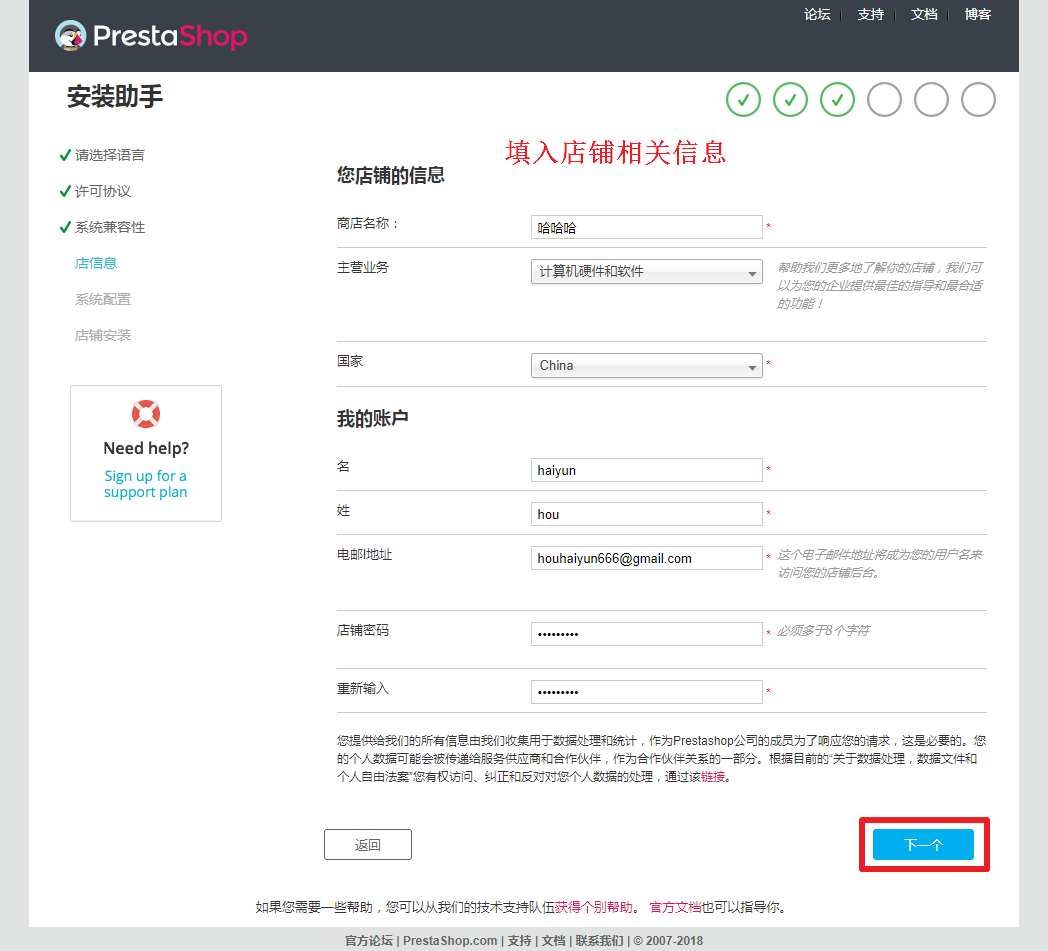 PrestaShop
论坛 支持 文档 博客
安装助手
请选择语言
许可协议
系统兼容性
店信息
系统配置
店铺安装
Need help?
Sign up for a
support plan
填入店铺相关信息
您店铺的信息
商店名称： 哈哈哈 *
主营业务 计算机硬件和软件 帮助我们更多地了解你的店铺，我们可
以为您的企业提供最佳的指导和最合适
的功能！
国家 China *
我的账户
名 haiyun *
姓 hou *
电邮l地址 houhaiyun666@gmail.com * 这个电子邮件地址将成为您的用户名来
访问您的店铺后台。
店铺密码 ••••••••• * 必须多于8个字符
重新输入 ••••••••• *
您提供给我们的所有信息由我们收集用于数据处理和统计，作为Prestashop公司的成员为了响应您的请求，这是必要的。您
的个人数据可能会被传递给服务供应商和合作伙伴，作为合作伙伴关系的一部分。根据目前的“关于数据处理，数据文件和
个人自由法案”您有权访问、纠正和反对对您个人数据的处理，通过该链接。
返回 下一个
如果您需要一些帮助，您可以从我们的技术支持队伍获得个别帮助。 官方文档也可以指导你。
官方论坛 | PrestaShop.com | 支持 | 文档 | 联系我们 | © 2007-2018